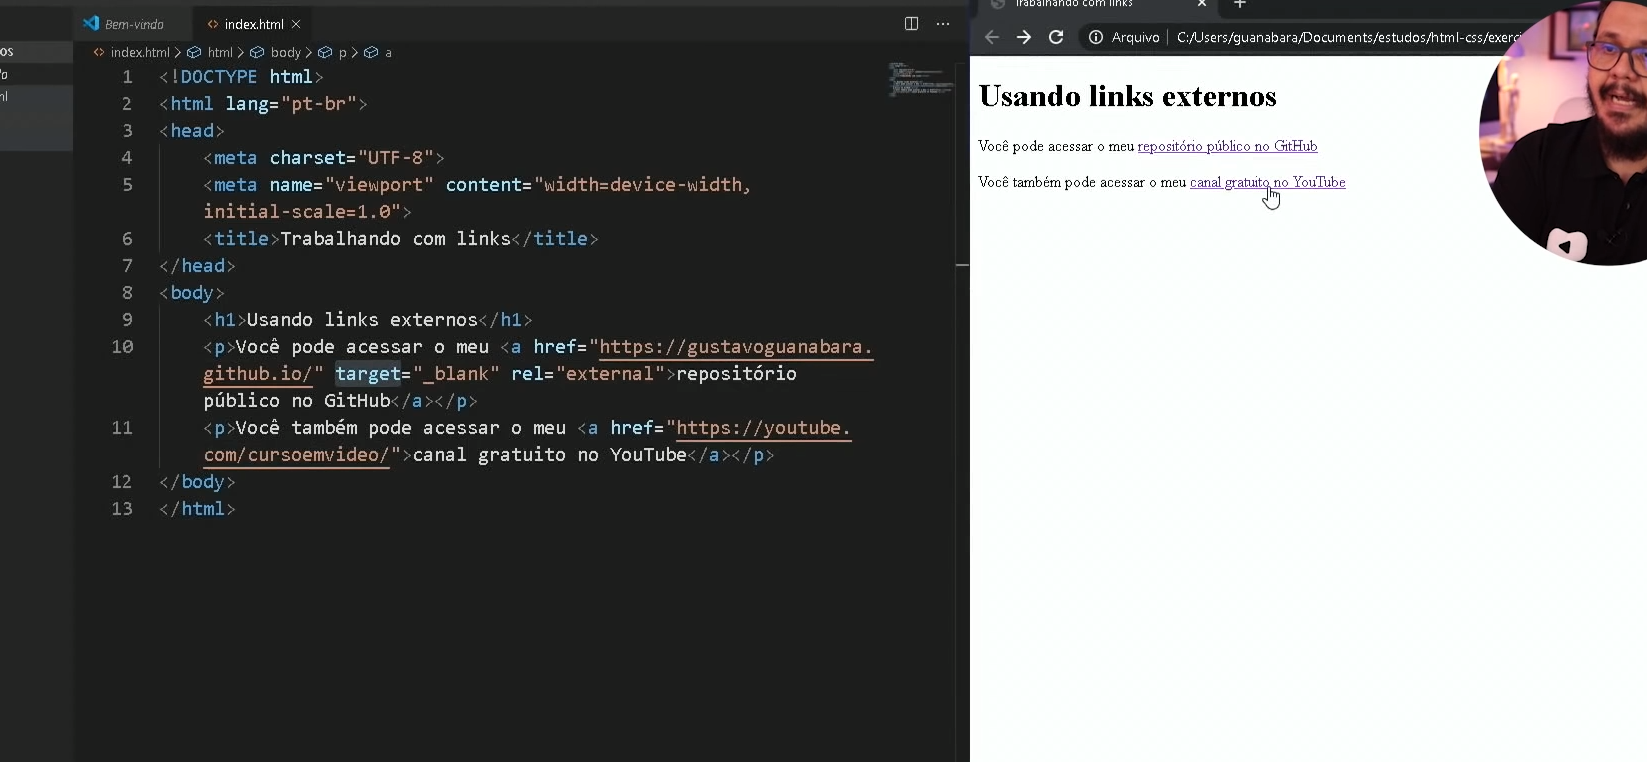 Bem-vindo
index.html
Trabalhando com links
os
Arquivo
C:/Users/guanabara/Documents/estudos/html-css/exerci
index.html > html > body > p > a
1 <!DOCTYPE html>
2 <html lang="pt-br">
3 <head>
4 <meta charset="UTF-8">
5 <meta name="viewport" content="width=device-width,
initial-scale=1.0">
6 <title>Trabalhando com links</title>
7 </head>
8 <body>
9 <h1>Usando links externos</h1>
10 <p>Você pode acessar o meu <a href="https://gustavoguanabara.
github.io/" target="_blank" rel="external">repositório
público no GitHub</a></p>
11 <p>Você também pode acessar o meu <a href="https://youtube.
com/cursoemvideo/">canal gratuito no YouTube</a></p>
12 </body>
13 </html>
Usando links externos
Você pode acessar o meu repositório público no GitHub
Você também pode acessar o meu canal gratuito no YouTube